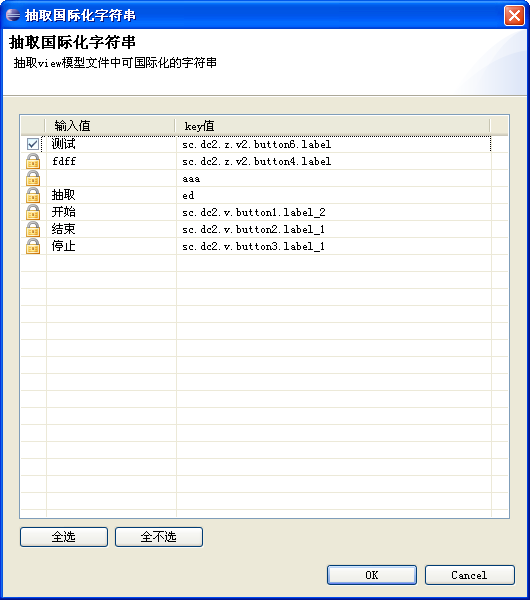 抽取国际化字符串
抽取国际化字符串
抽取view模型文件中可国际化的字符串
输入值 key值
测试 sc.dc2.z.v2.button6.label
fdff sc.dc2.z.v2.button4.label
aaa
抽取 ed
开始 sc.dc2.v.button1.label_2
结束 sc.dc2.v.button2.label_1
停止 sc.dc2.v.button3.label_1
全选 全不选
OK Cancel